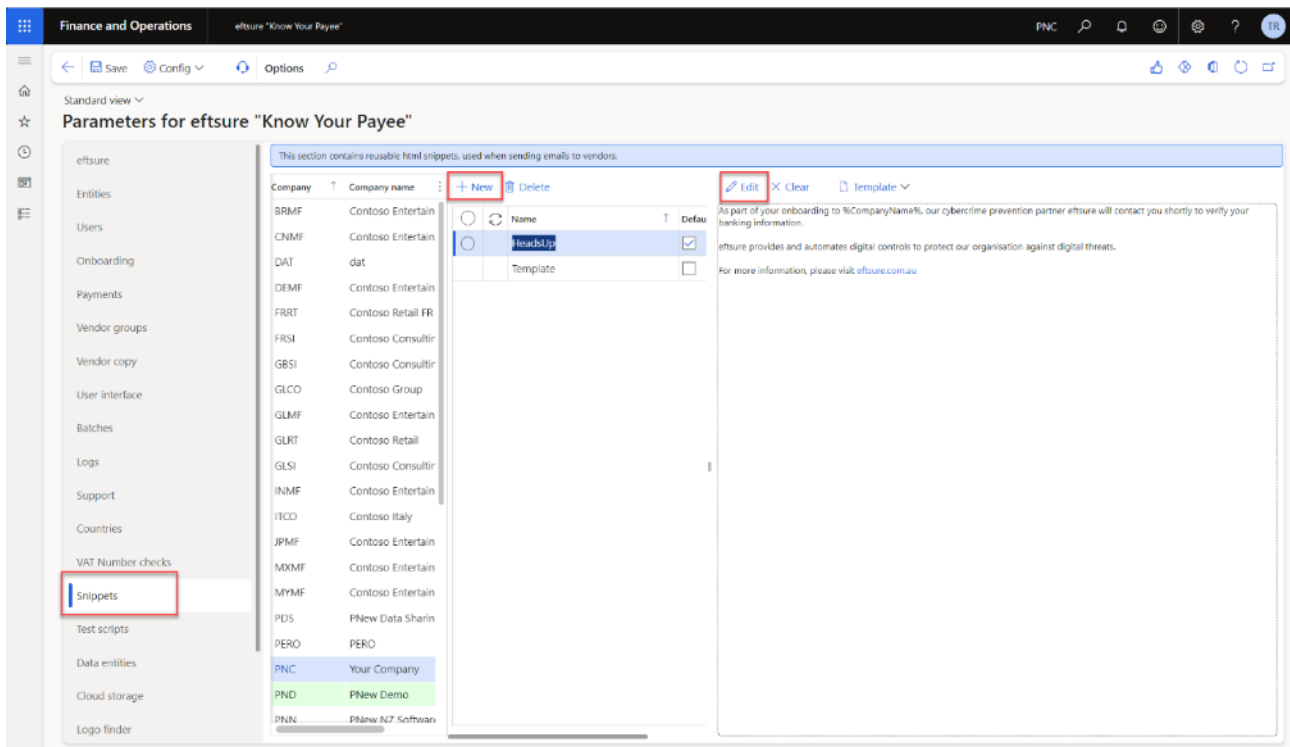 Finance and Operations
eftsure "Know Your Payee"
PNC
?
TR
Save
Config
Options
Standard view
Parameters for eftsure "Know Your Payee"
eftsure
Entities
Users
Onboarding
Payments
Vendor groups
Vendor copy
User interface
Batches
Logs
Support
Countries
VAT Number checks
Snippets
Test scripts
Data entities
Cloud storage
Logo finder
This section contains reusable html snippets, used when sending emails to vendors.
Company Company name
BRMF Contoso Entertain
CNMF Contoso Entertain
DAT dat
DEMF Contoso Entertain
FRRT Contoso Retail FR
FRSI Contoso Consultin
GBSI Contoso Consultin
GLCO Contoso Group
GLMF Contoso Entertain
GLRT Contoso Retail
GLSI Contoso Consultin
INMF Contoso Entertain
ITCO Contoso Italy
JPMF Contoso Entertain
MXMF Contoso Entertain
MYMF Contoso Entertain
PDS PNew Data Sharin
PERO PERO
PNC Your Company
PND PNew Demo
PNN PNew NZ Softwar
+ New Delete
Name Defau
HeadsUp
Template
Edit Clear Template
As part of your onboarding to %CompanyName%, our cybercrime prevention partner eftsure will contact you shortly to verify your
banking information.
eftsure provides and automates digital controls to protect our organisation against digital threats.
For more information, please visit eftsure.com.au